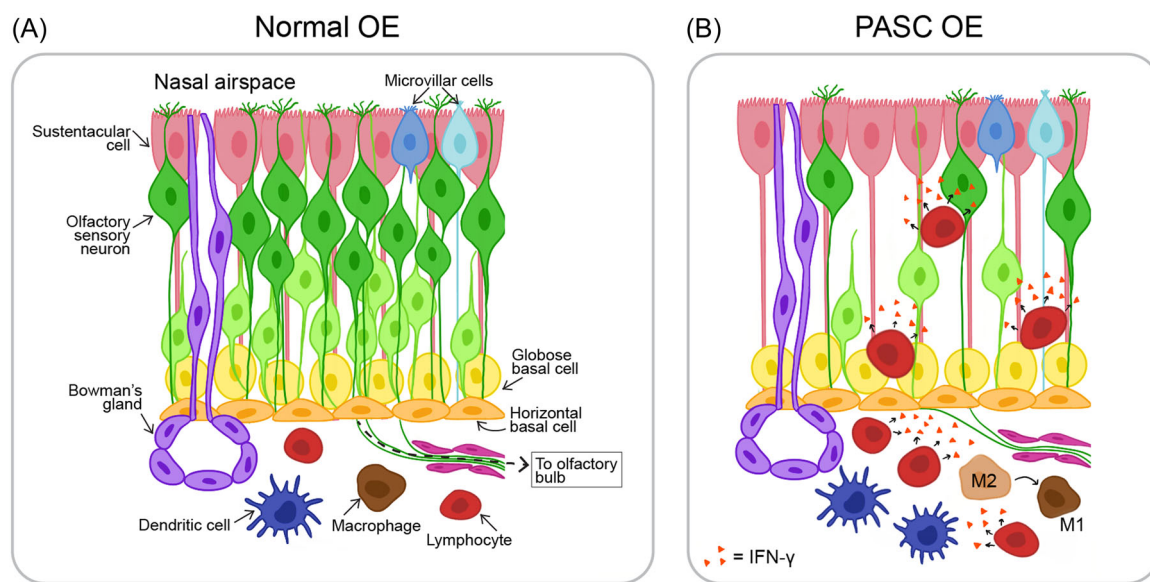 (A)
Normal OE
(B)
PASC OE
Nasal airspace
Microvillar cells
Sustentacular
cell
Olfactory
sensory
neuron
Globose
basal cell
Bowman's
gland
Horizontal
basal cell
To olfactory
bulb
Dendritic cell
Macrophage
Lymphocyte
M2
M1
= IFN-γ